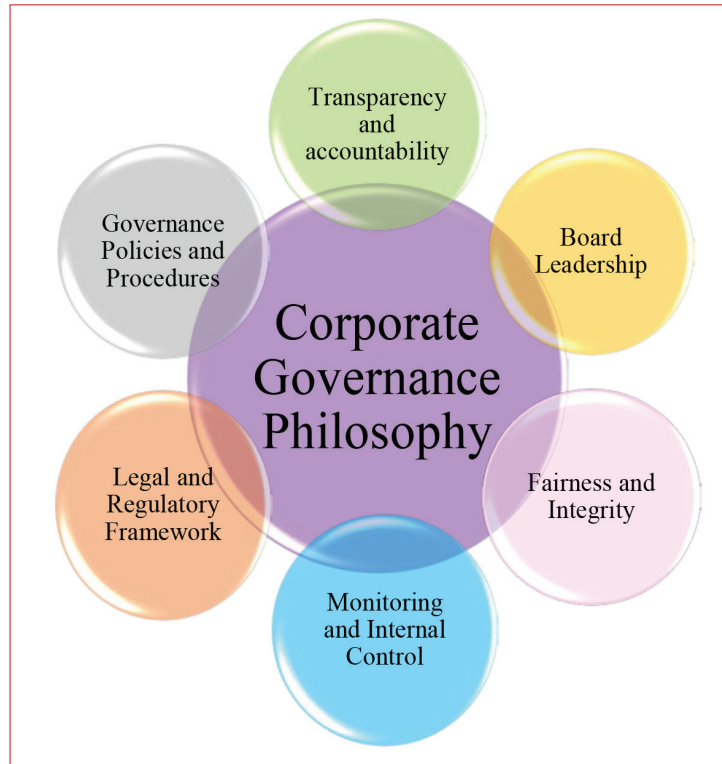 Transparency
and
accountability
Governance
Policies and
Procedures
Board
Leadership
Corporate
Governance
Philosophy
Legal and
Regulatory
Framework
Fairness and
Integrity
Monitoring
and Internal
Control